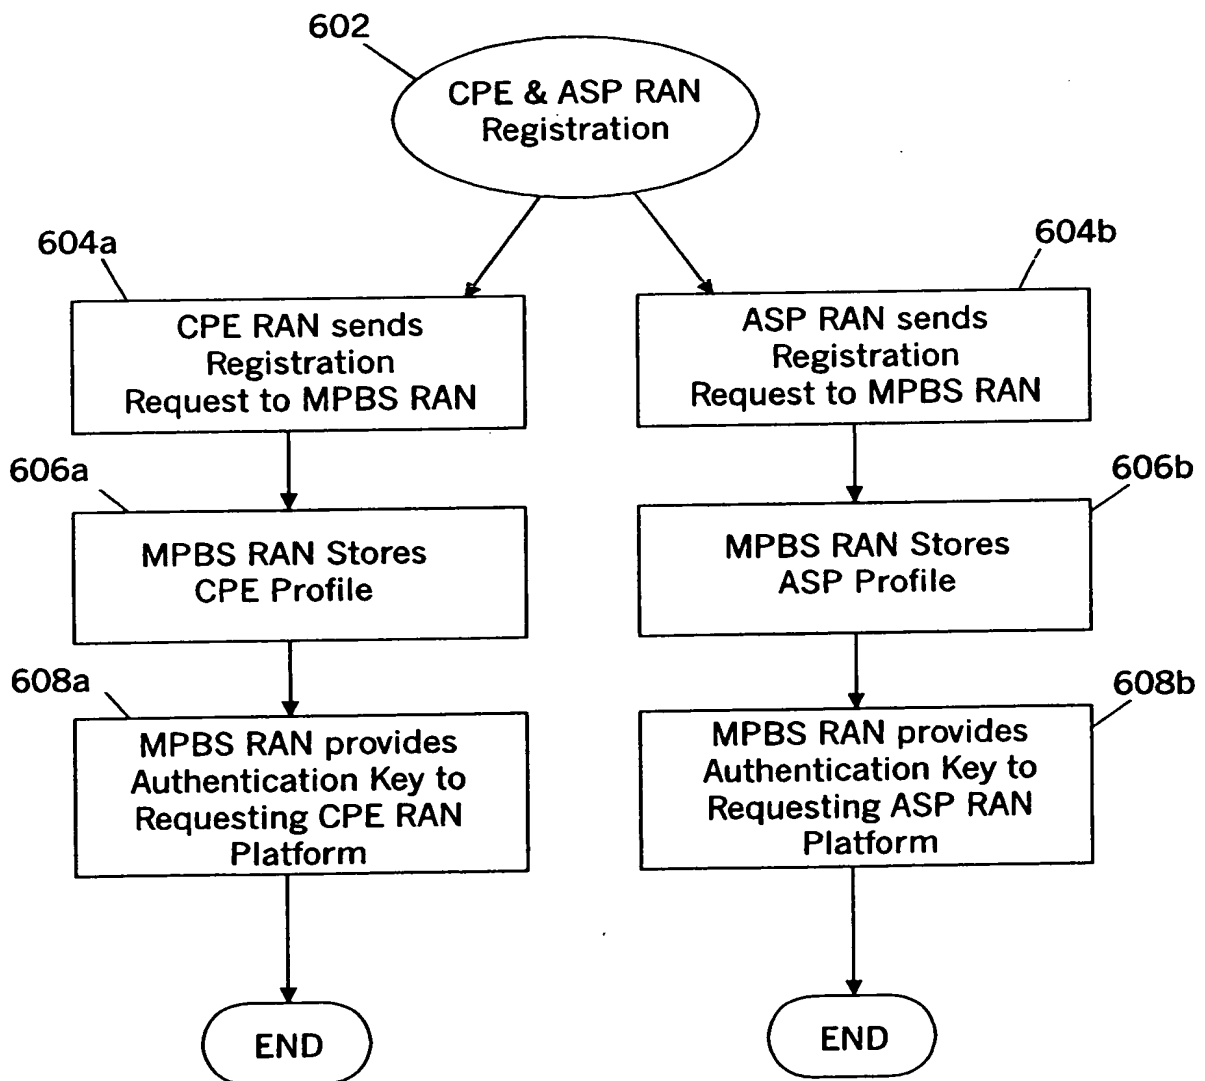 602
CPE & ASP RAN
Registration
604a
604b
CPE RAN sends
Registration
Request to MPBS RAN
ASP RAN sends
Registration
Request to MPBS RAN
606a
606b
MPBS RAN Stores
CPE Profile
MPBS RAN Stores
ASP Profile
608a
608b
MPBS RAN provides
Authentication Key to
Requesting CPE RAN
Platform
MPBS RAN provides
Authentication Key to
Requesting ASP RAN
Platform
END
END